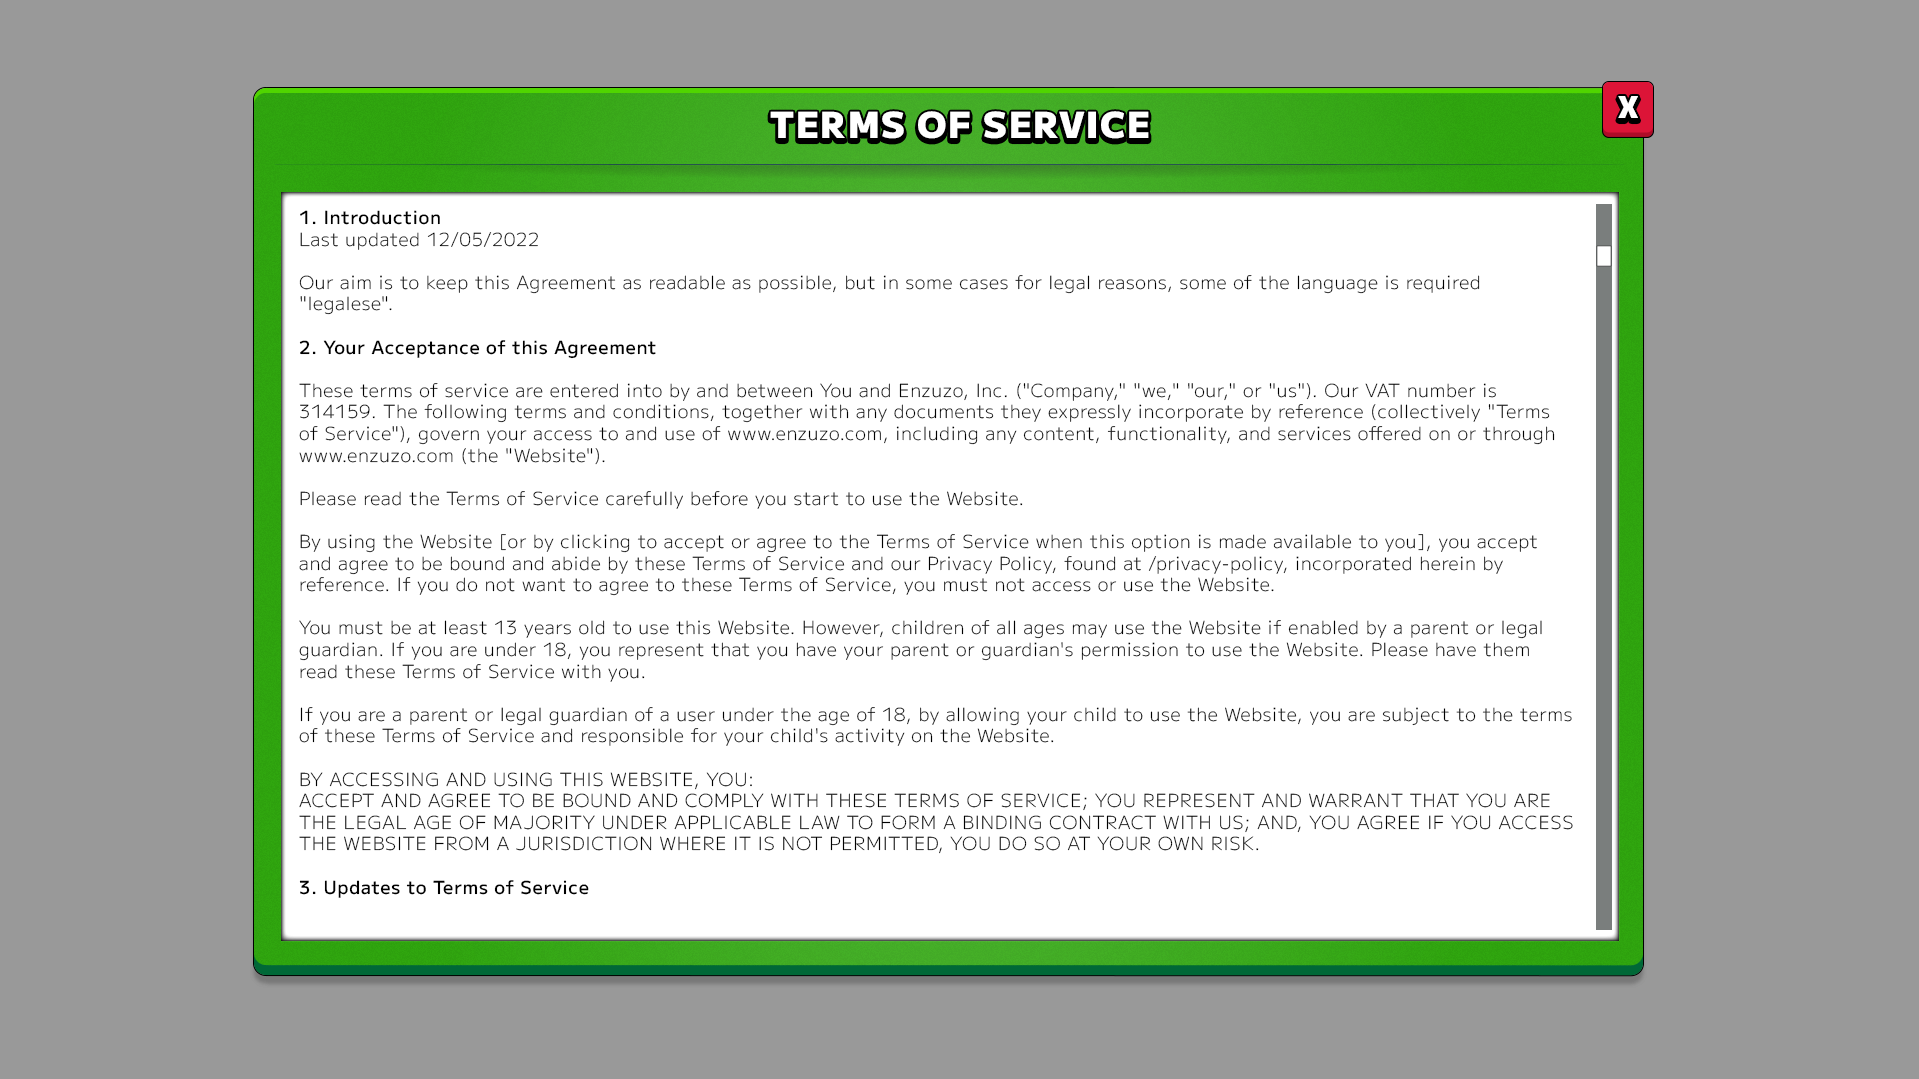 TERMS OF SERVICE
X
1. Introduction
Last updated 12/05/2022
Our aim is to keep this Agreement as readable as possible, but in some cases for legal reasons, some of the language is required
"legalese".
2. Your Acceptance of this Agreement
These terms of service are entered into by and between You and Enzuzo, Inc. ("Company," "we," "our," or "us"). Our VAT number is
314159. The following terms and conditions, together with any documents they expressly incorporate by reference (collectively "Terms
of Service"), govern your access to and use of www.enzuzo.com, including any content, functionality, and services offered on or through
www.enzuzo.com (the "Website").
Please read the Terms of Service carefully before you start to use the Website.
By using the Website [or by clicking to accept or agree to the Terms of Service when this option is made available to you], you accept
and agree to be bound and abide by these Terms of Service and our Privacy Policy, found at /privacy-policy, incorporated herein by
reference. If you do not want to agree to these Terms of Service, you must not access or use the Website.
You must be at least 13 years old to use this Website. However, children of all ages may use the Website if enabled by a parent or legal
guardian. If you are under 18, you represent that you have your parent or guardian's permission to use the Website. Please have them
read these Terms of Service with you.
If you are a parent or legal guardian of a user under the age of 18, by allowing your child to use the Website, you are subject to the terms
of these Terms of Service and responsible for your child's activity on the Website.
BY ACCESSING AND USING THIS WEBSITE, YOU:
ACCEPT AND AGREE TO BE BOUND AND COMPLY WITH THESE TERMS OF SERVICE; YOU REPRESENT AND WARRANT THAT YOU ARE
THE LEGAL AGE OF MAJORITY UNDER APPLICABLE LAW TO FORM A BINDING CONTRACT WITH US; AND, YOU AGREE IF YOU ACCESS
THE WEBSITE FROM A JURISDICTION WHERE IT IS NOT PERMITTED, YOU DO SO AT YOUR OWN RISK.
3. Updates to Terms of Service